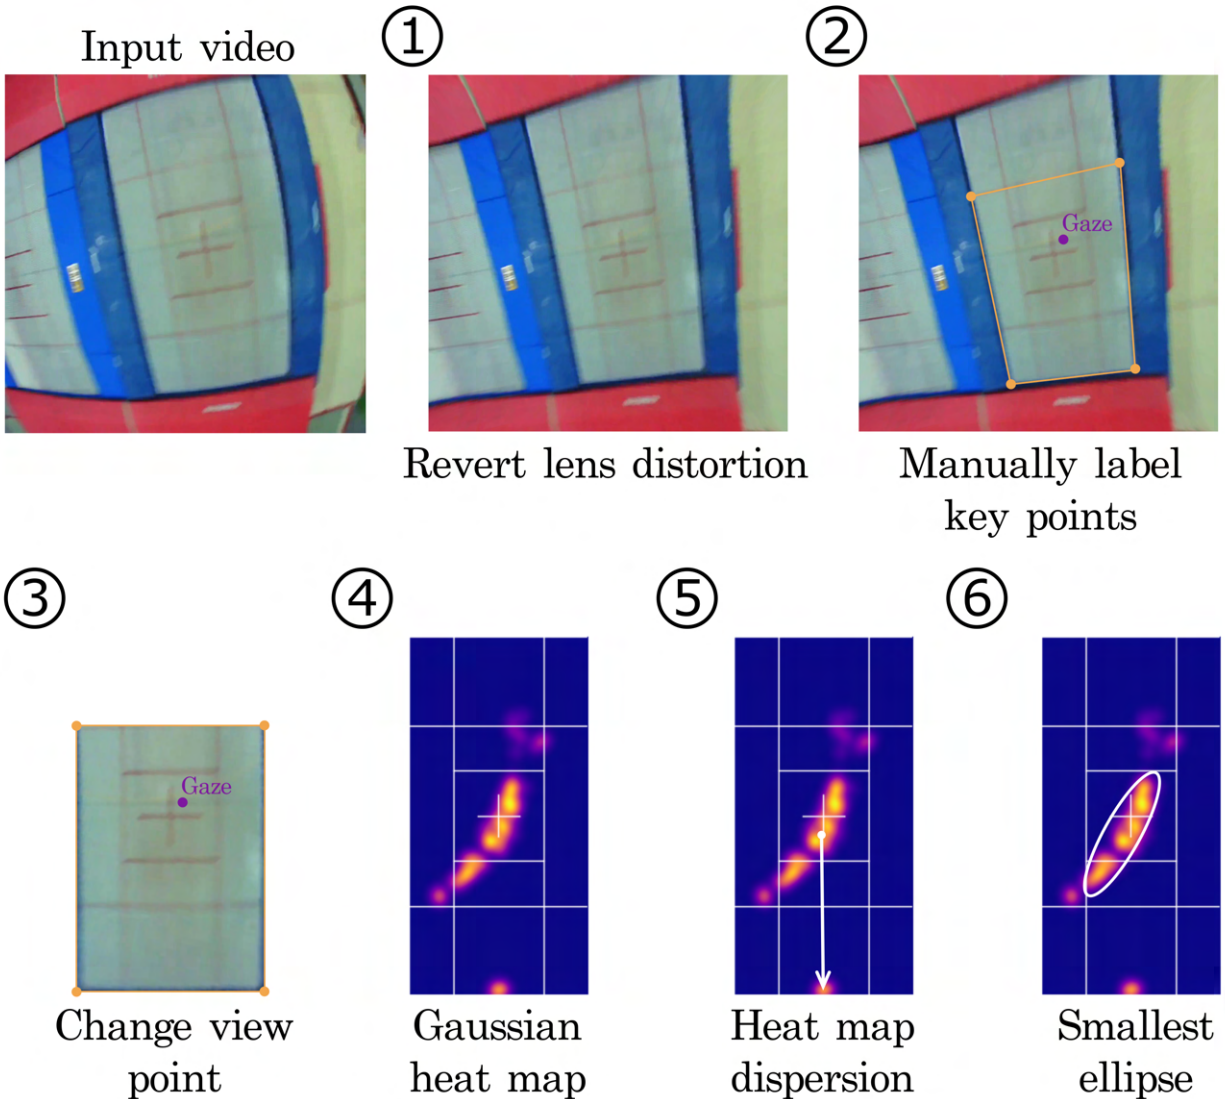 Input video
①
②
Gaze
Revert lens distortion
Manually label
key points
③
④
⑤
⑥
Gaze
Change view
point
Gaussian
heat map
Heat map
dispersion
Smallest
ellipse